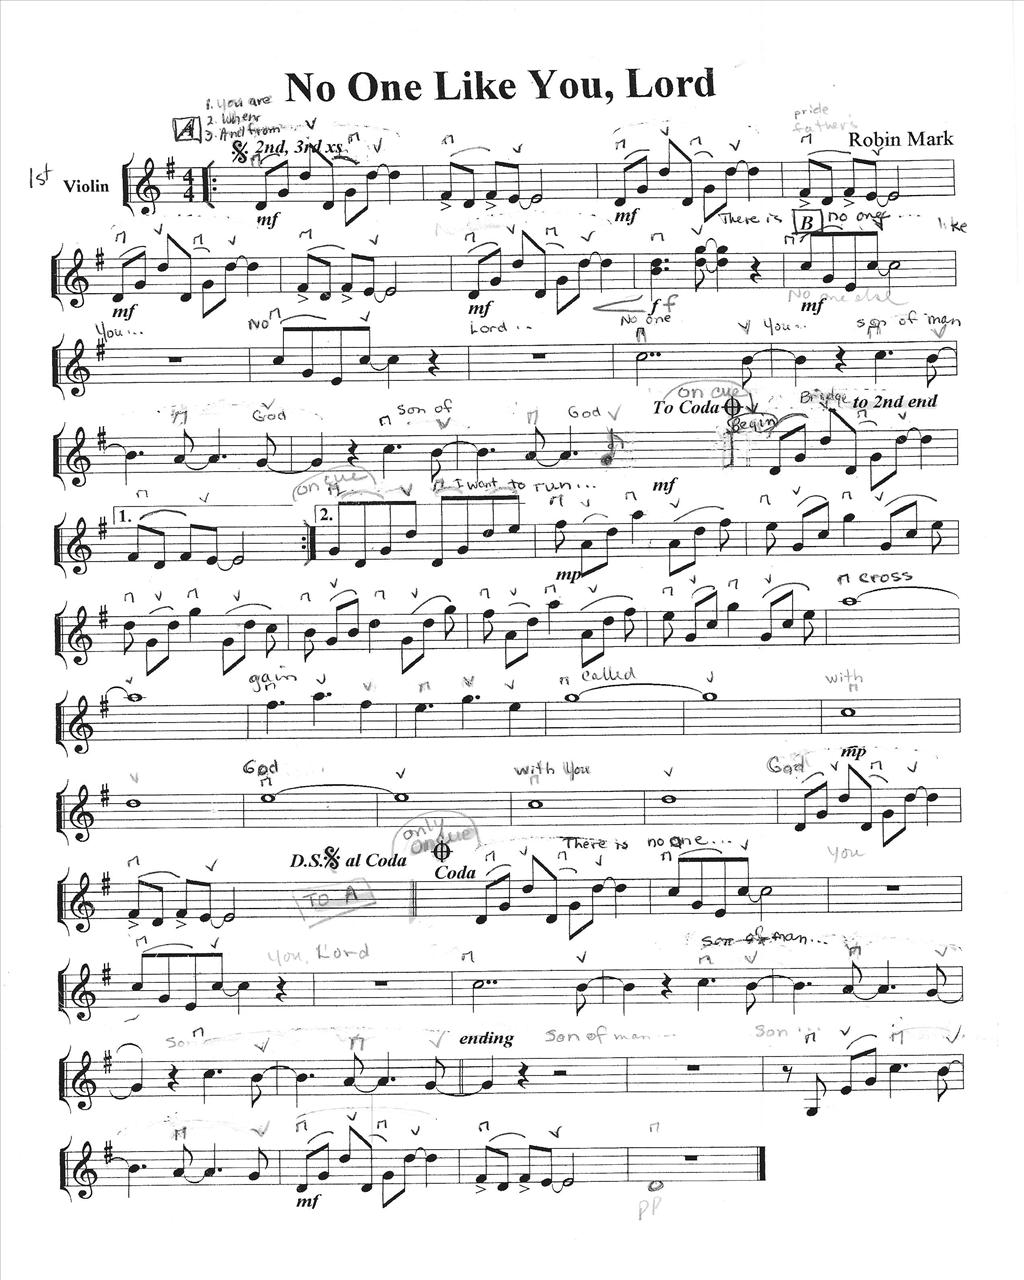 No One Like You, Lord
1. You are
2. When
3. And from
A
2nd, 3rd xs
pride
father's
Robin Mark
1st
Violin
4
4
mf
mf
There is B no one ...
like
mf
mf
ff
mf
No one else
You ...
No
Lord ..
No one
You ..
son of man
on cue
God
son of
God
To Coda
Begin
Bridge
to 2nd end
mf
on cue
I want to run ...
1.
2.
mp
cross
gain
called
with
God
with You
God
mp
only
on cue
D.S. al Coda
Coda
There is no one ...
TO A
You
You, Lord
son of man ...
Son
ending
Son of man ...
Son ...
mf
pp